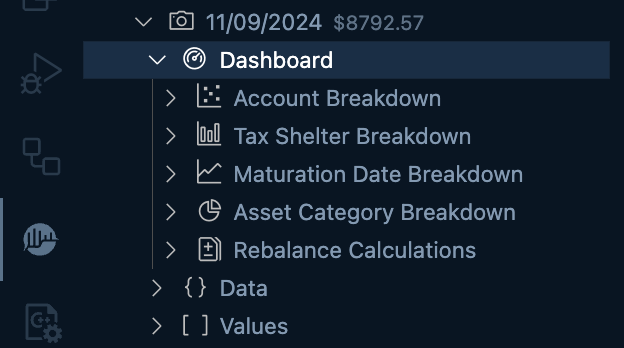 11/09/2024 $8792.57
Dashboard
Account Breakdown
Tax Shelter Breakdown
Maturation Date Breakdown
Asset Category Breakdown
Rebalance Calculations
{} Data
[ ] Values
C++